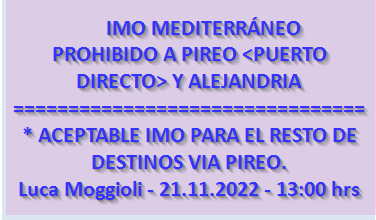 IMO MEDITERRÁNEO
PROHIBIDO A PIREO <PUERTO
DIRECTO> Y ALEJANDRIA
================================
* ACEPTABLE IMO PARA EL RESTO DE
DESTINOS VIA PIREO.
Luca Moggioli - 21.11.2022 - 13:00 hrs